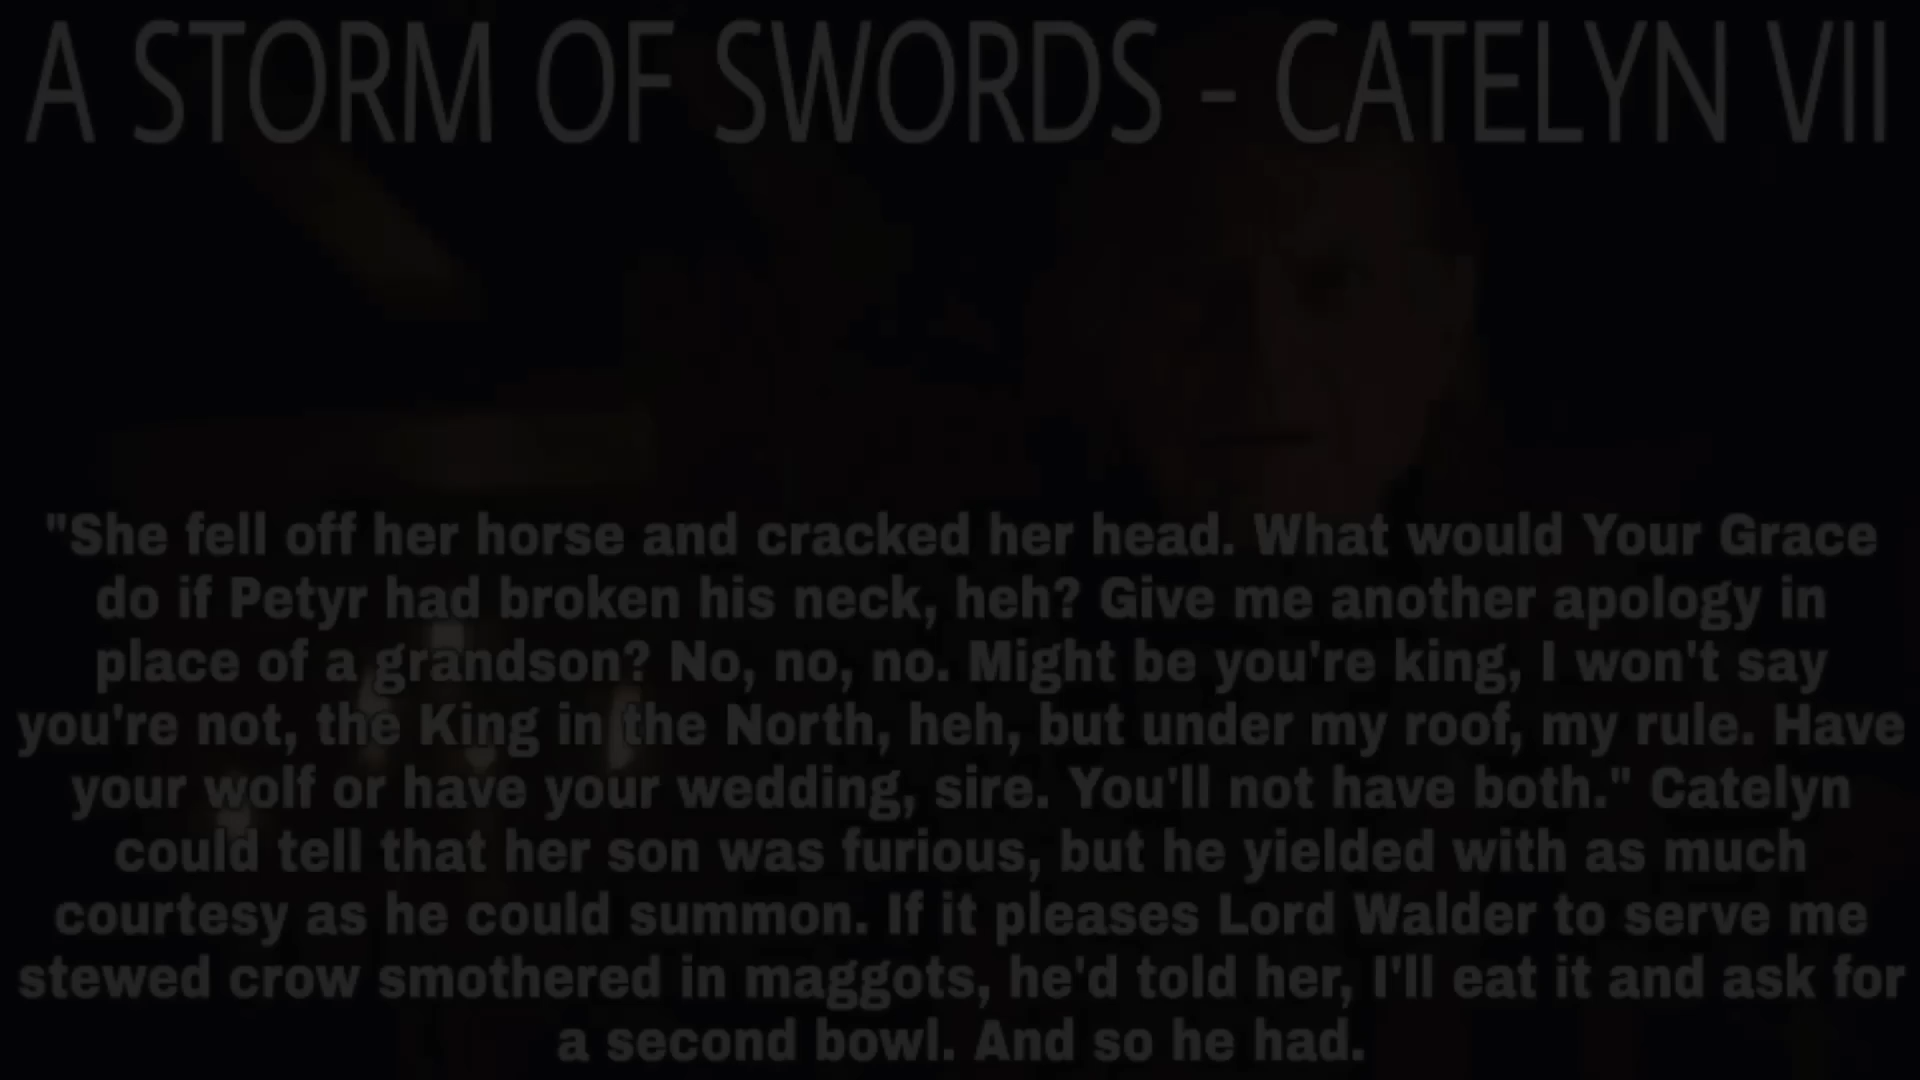 A STORM OF SWORDS - CATELYN VII
"She fell off her horse and cracked her head. What would Your Grace
do if Petyr had broken his neck, heh? Give me another apology in
place of a grandson? No, no, no. Might be you're king, I won't say
you're not, the King in the North, heh, but under my roof, my rule. Have
your wolf or have your wedding, sire. You'll not have both." Catelyn
could tell that her son was furious, but he yielded with as much
courtesy as he could summon. If it pleases Lord Walder to serve me
stewed crow smothered in maggots, he'd told her, I'll eat it and ask for
a second bowl. And so he had.